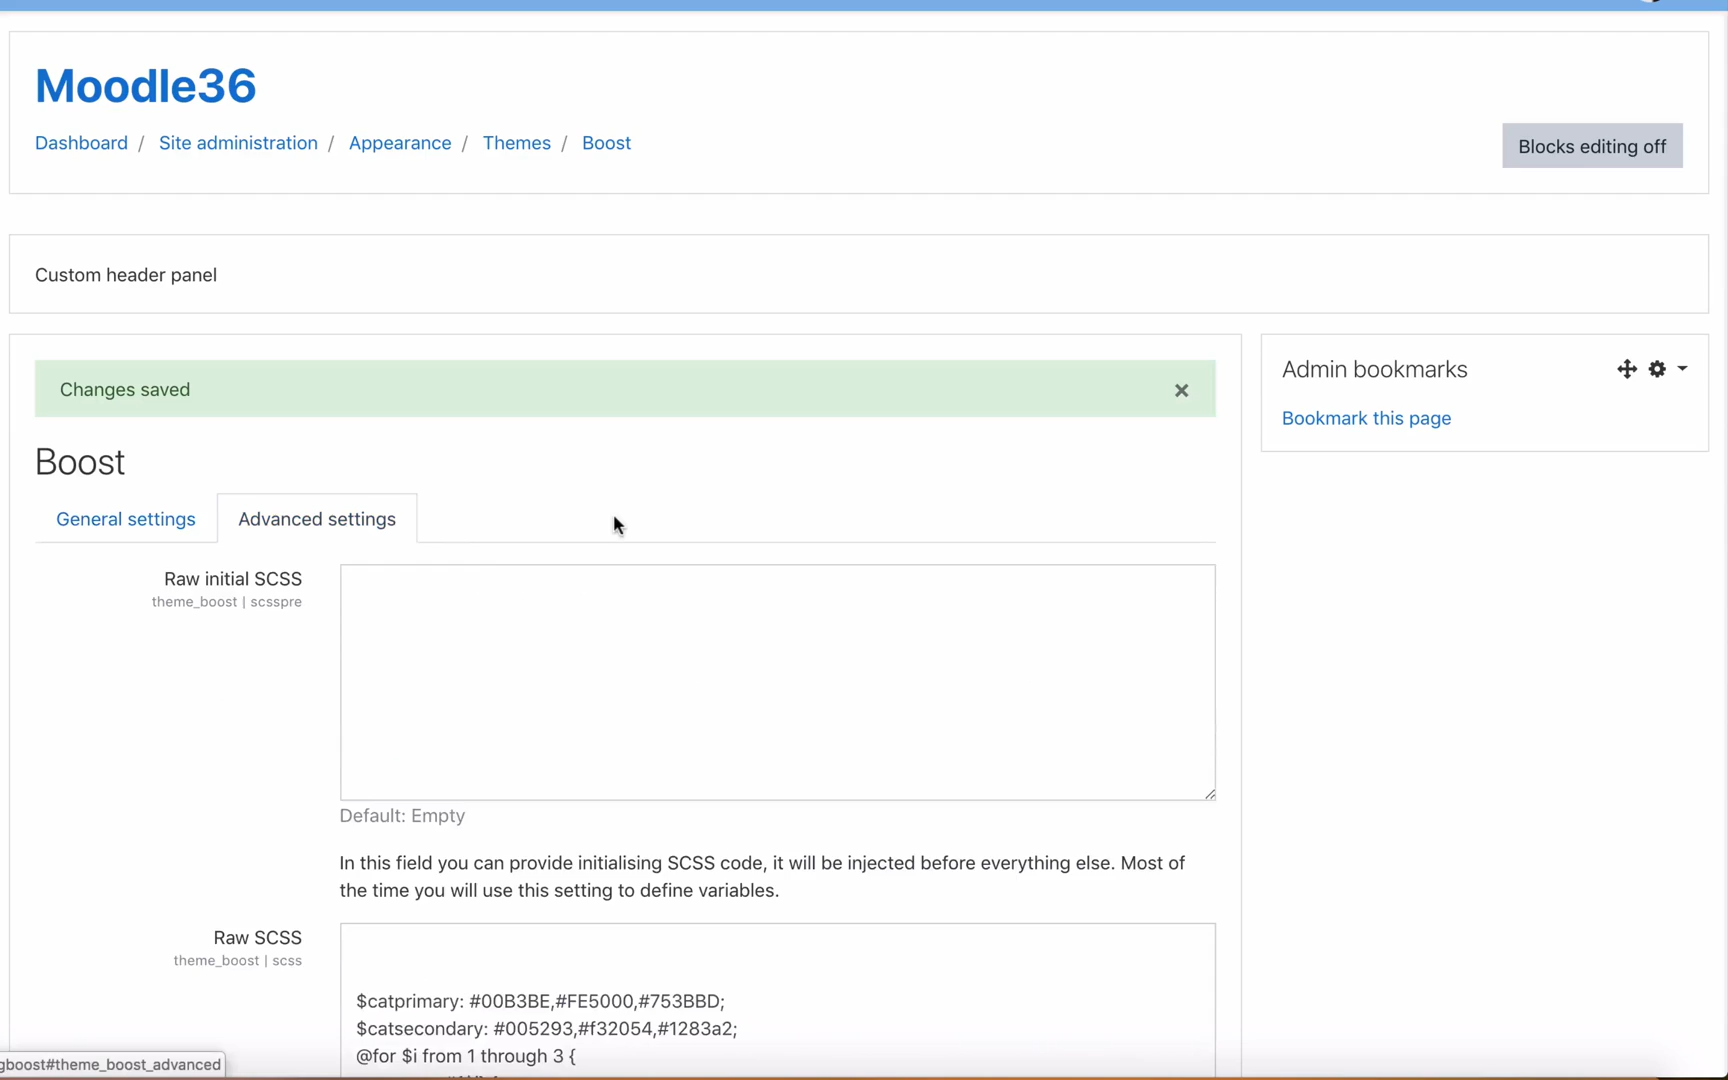 Moodle36
Dashboard / Site administration / Appearance / Themes / Boost
Blocks editing off
Custom header panel
Changes saved
×
Admin bookmarks
Bookmark this page
Boost
General settings
Advanced settings
Raw initial SCSS
theme_boost | scsspre
Default: Empty
In this field you can provide initialising SCSS code, it will be injected before everything else. Most of
the time you will use this setting to define variables.
Raw SCSS
theme_boost | scss
$catprimary: #00B3BE,#FE5000,#753BBD;
$catsecondary: #005293,#f32054,#1283a2;
@for $i from 1 through 3 {
gboost#theme_boost_advanced